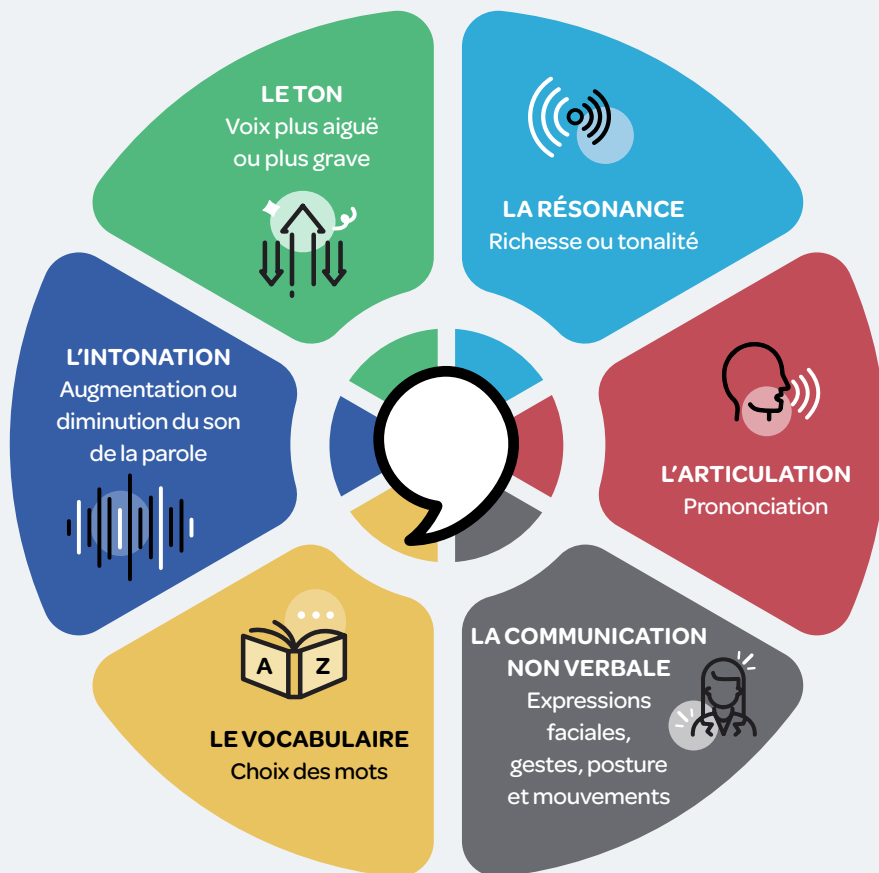 LE TON
Voix plus aiguë
ou plus grave
LA RÉSONANCE
Richesse ou tonalité
L'INTONATION
Augmentation ou
diminution du son
de la parole
L'ARTICULATION
Prononciation
A Z
LE VOCABULAIRE
Choix des mots
LA COMMUNICATION
NON VERBALE
Expressions
faciales,
gestes, posture
et mouvements